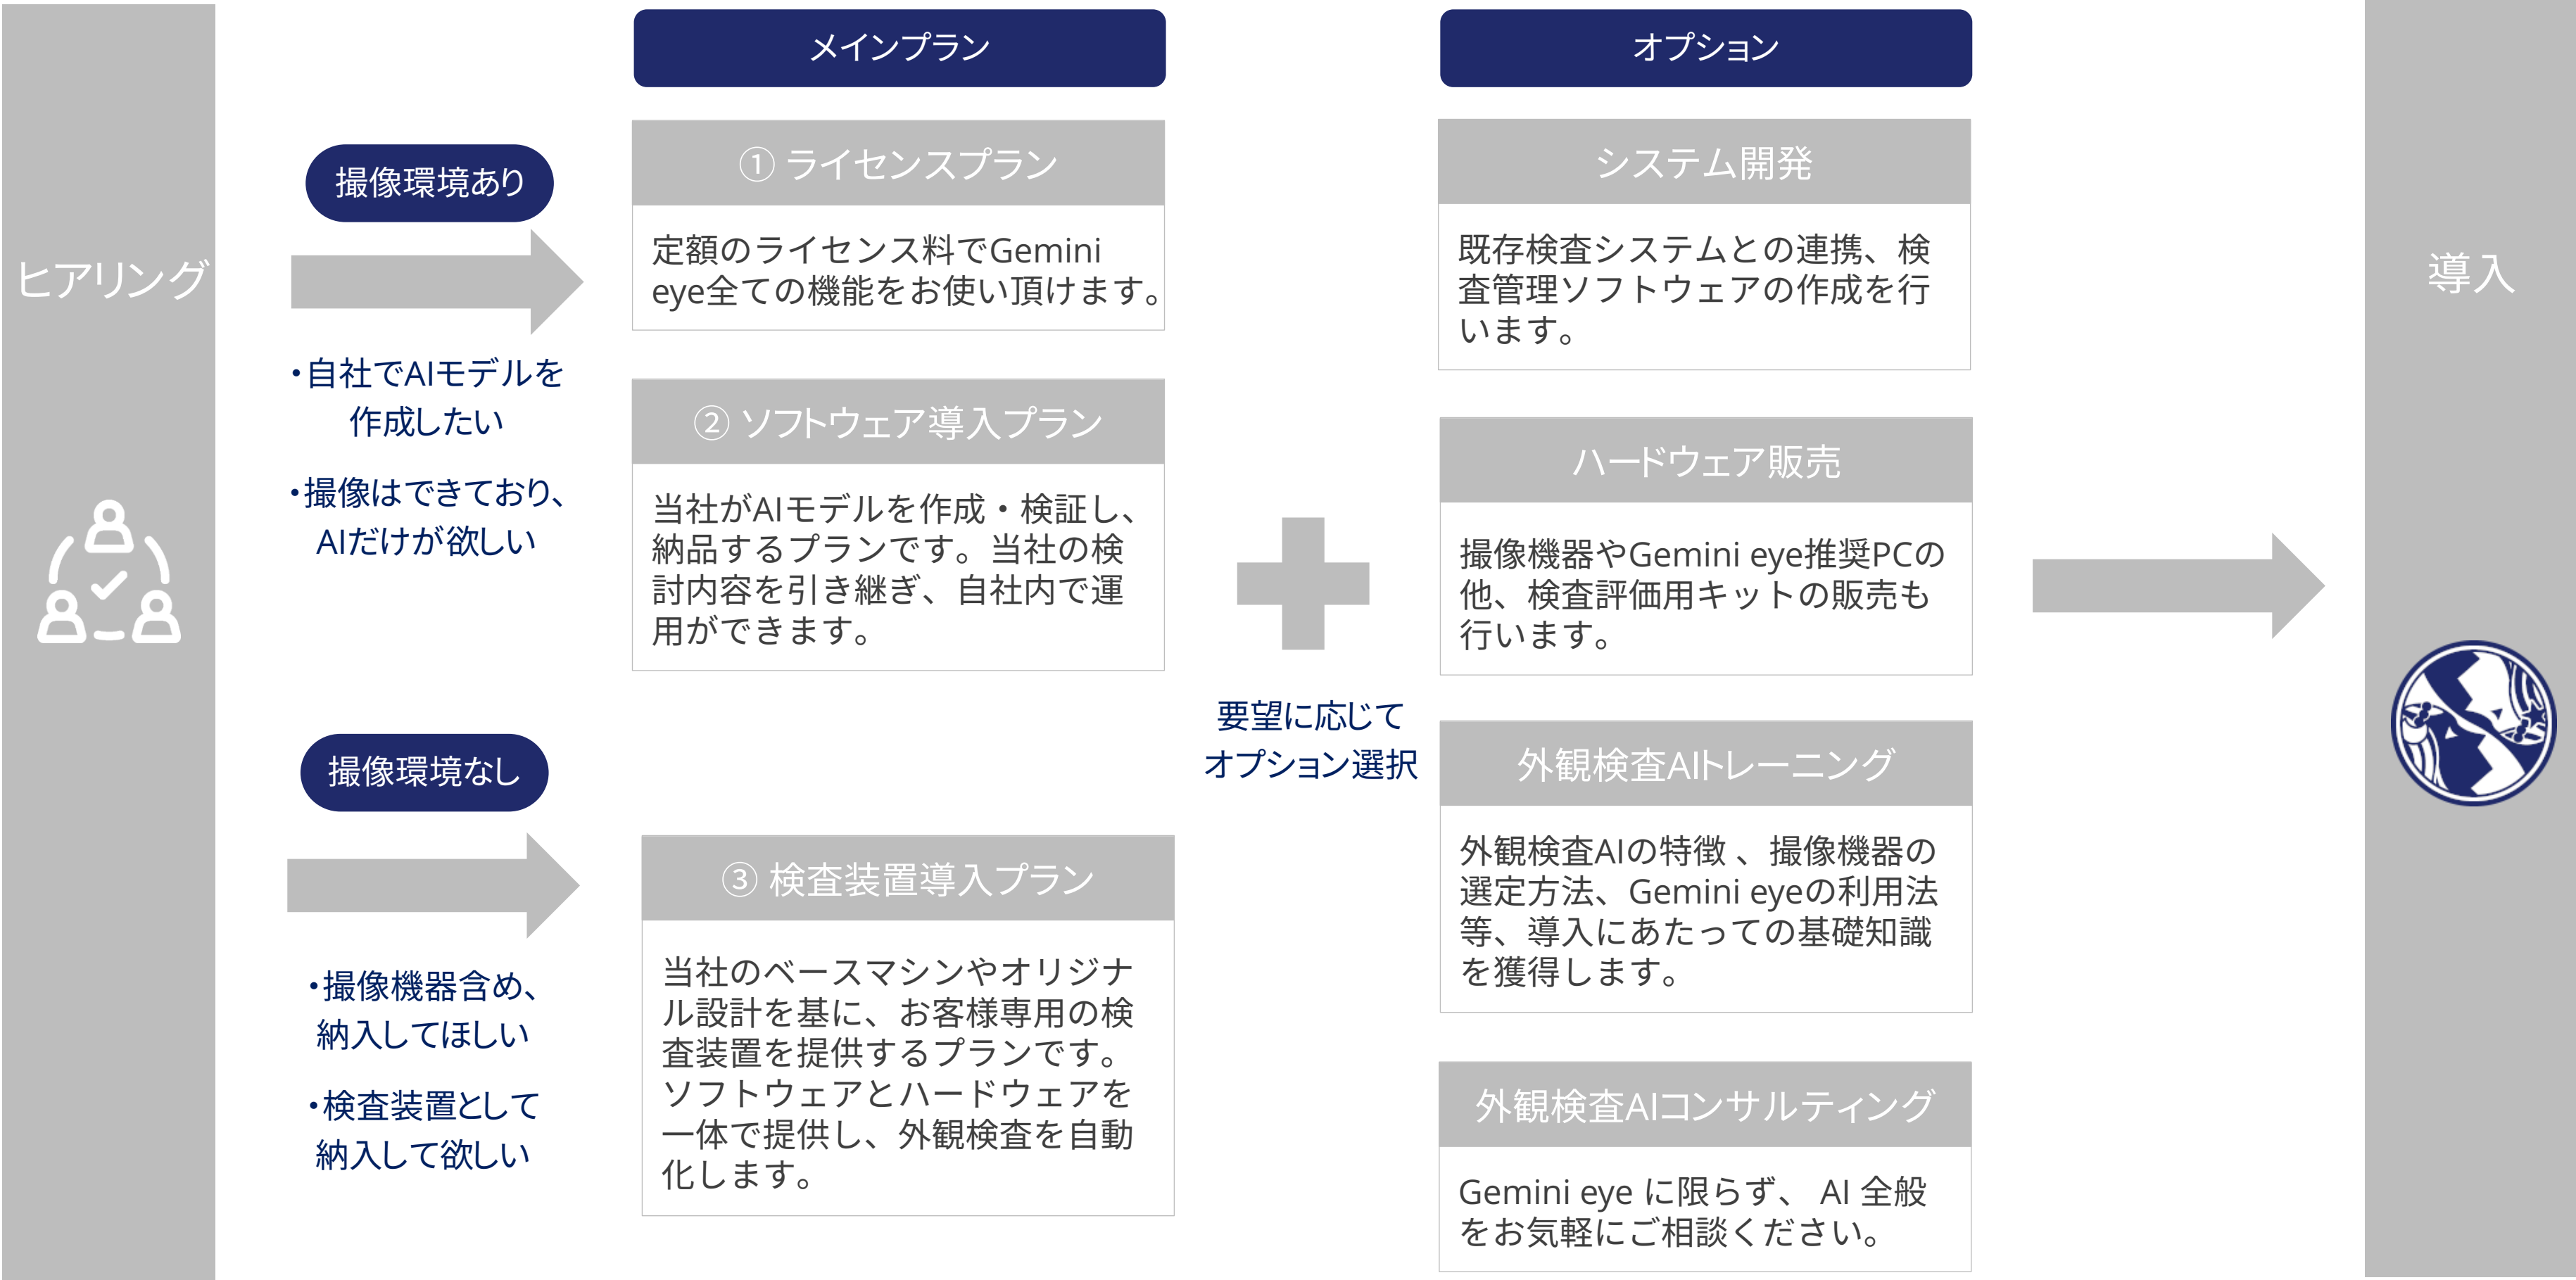 ヒアリング
撮像環境あり
・自社でAIモデルを
作成したい
・撮像はできており、
AIだけが欲しい
撮像環境なし
・撮像機器含め、
納入してほしい
・検査装置として
納入して欲しい
メインプラン
① ライセンスプラン
定額のライセンス料でGemini
eye全ての機能をお使い頂けます。
② ソフトウェア導入プラン
当社がAIモデルを作成・検証し、
納品するプランです。当社の検
討内容を引き継ぎ、自社内で運
用ができます。
③ 検査装置導入プラン
当社のベースマシンやオリジナ
ル設計を基に、お客様専用の検
査装置を提供するプランです。
ソフトウェアとハードウェアを
一体で提供し、外観検査を自動
化します。
要望に応じて
オプション選択
オプション
システム開発
既存検査システムとの連携、検
査管理ソフトウェアの作成を行
います。
ハードウェア販売
撮像機器やGemini eye推奨PCの
他、検査評価用キットの販売も
行います。
外観検査AIトレーニング
外観検査AIの特徴 、撮像機器の
選定方法、Gemini eyeの利用法
等、導入にあたっての基礎知識
を獲得します。
外観検査AIコンサルティング
Gemini eye に限らず、 AI 全般
をお気軽にご相談ください。
導入